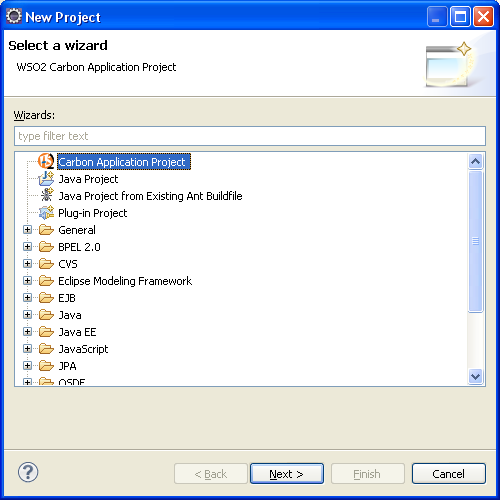 New Project
Select a wizard
WSO2 Carbon Application Project
Wizards:
type filter text
Carbon Application Project
Java Project
Java Project from Existing Ant Buildfile
Plug-in Project
General
BPEL 2.0
CVS
Eclipse Modeling Framework
EJB
Java
Java EE
JavaScript
JPA
OSDE
? < Back Next > Finish Cancel